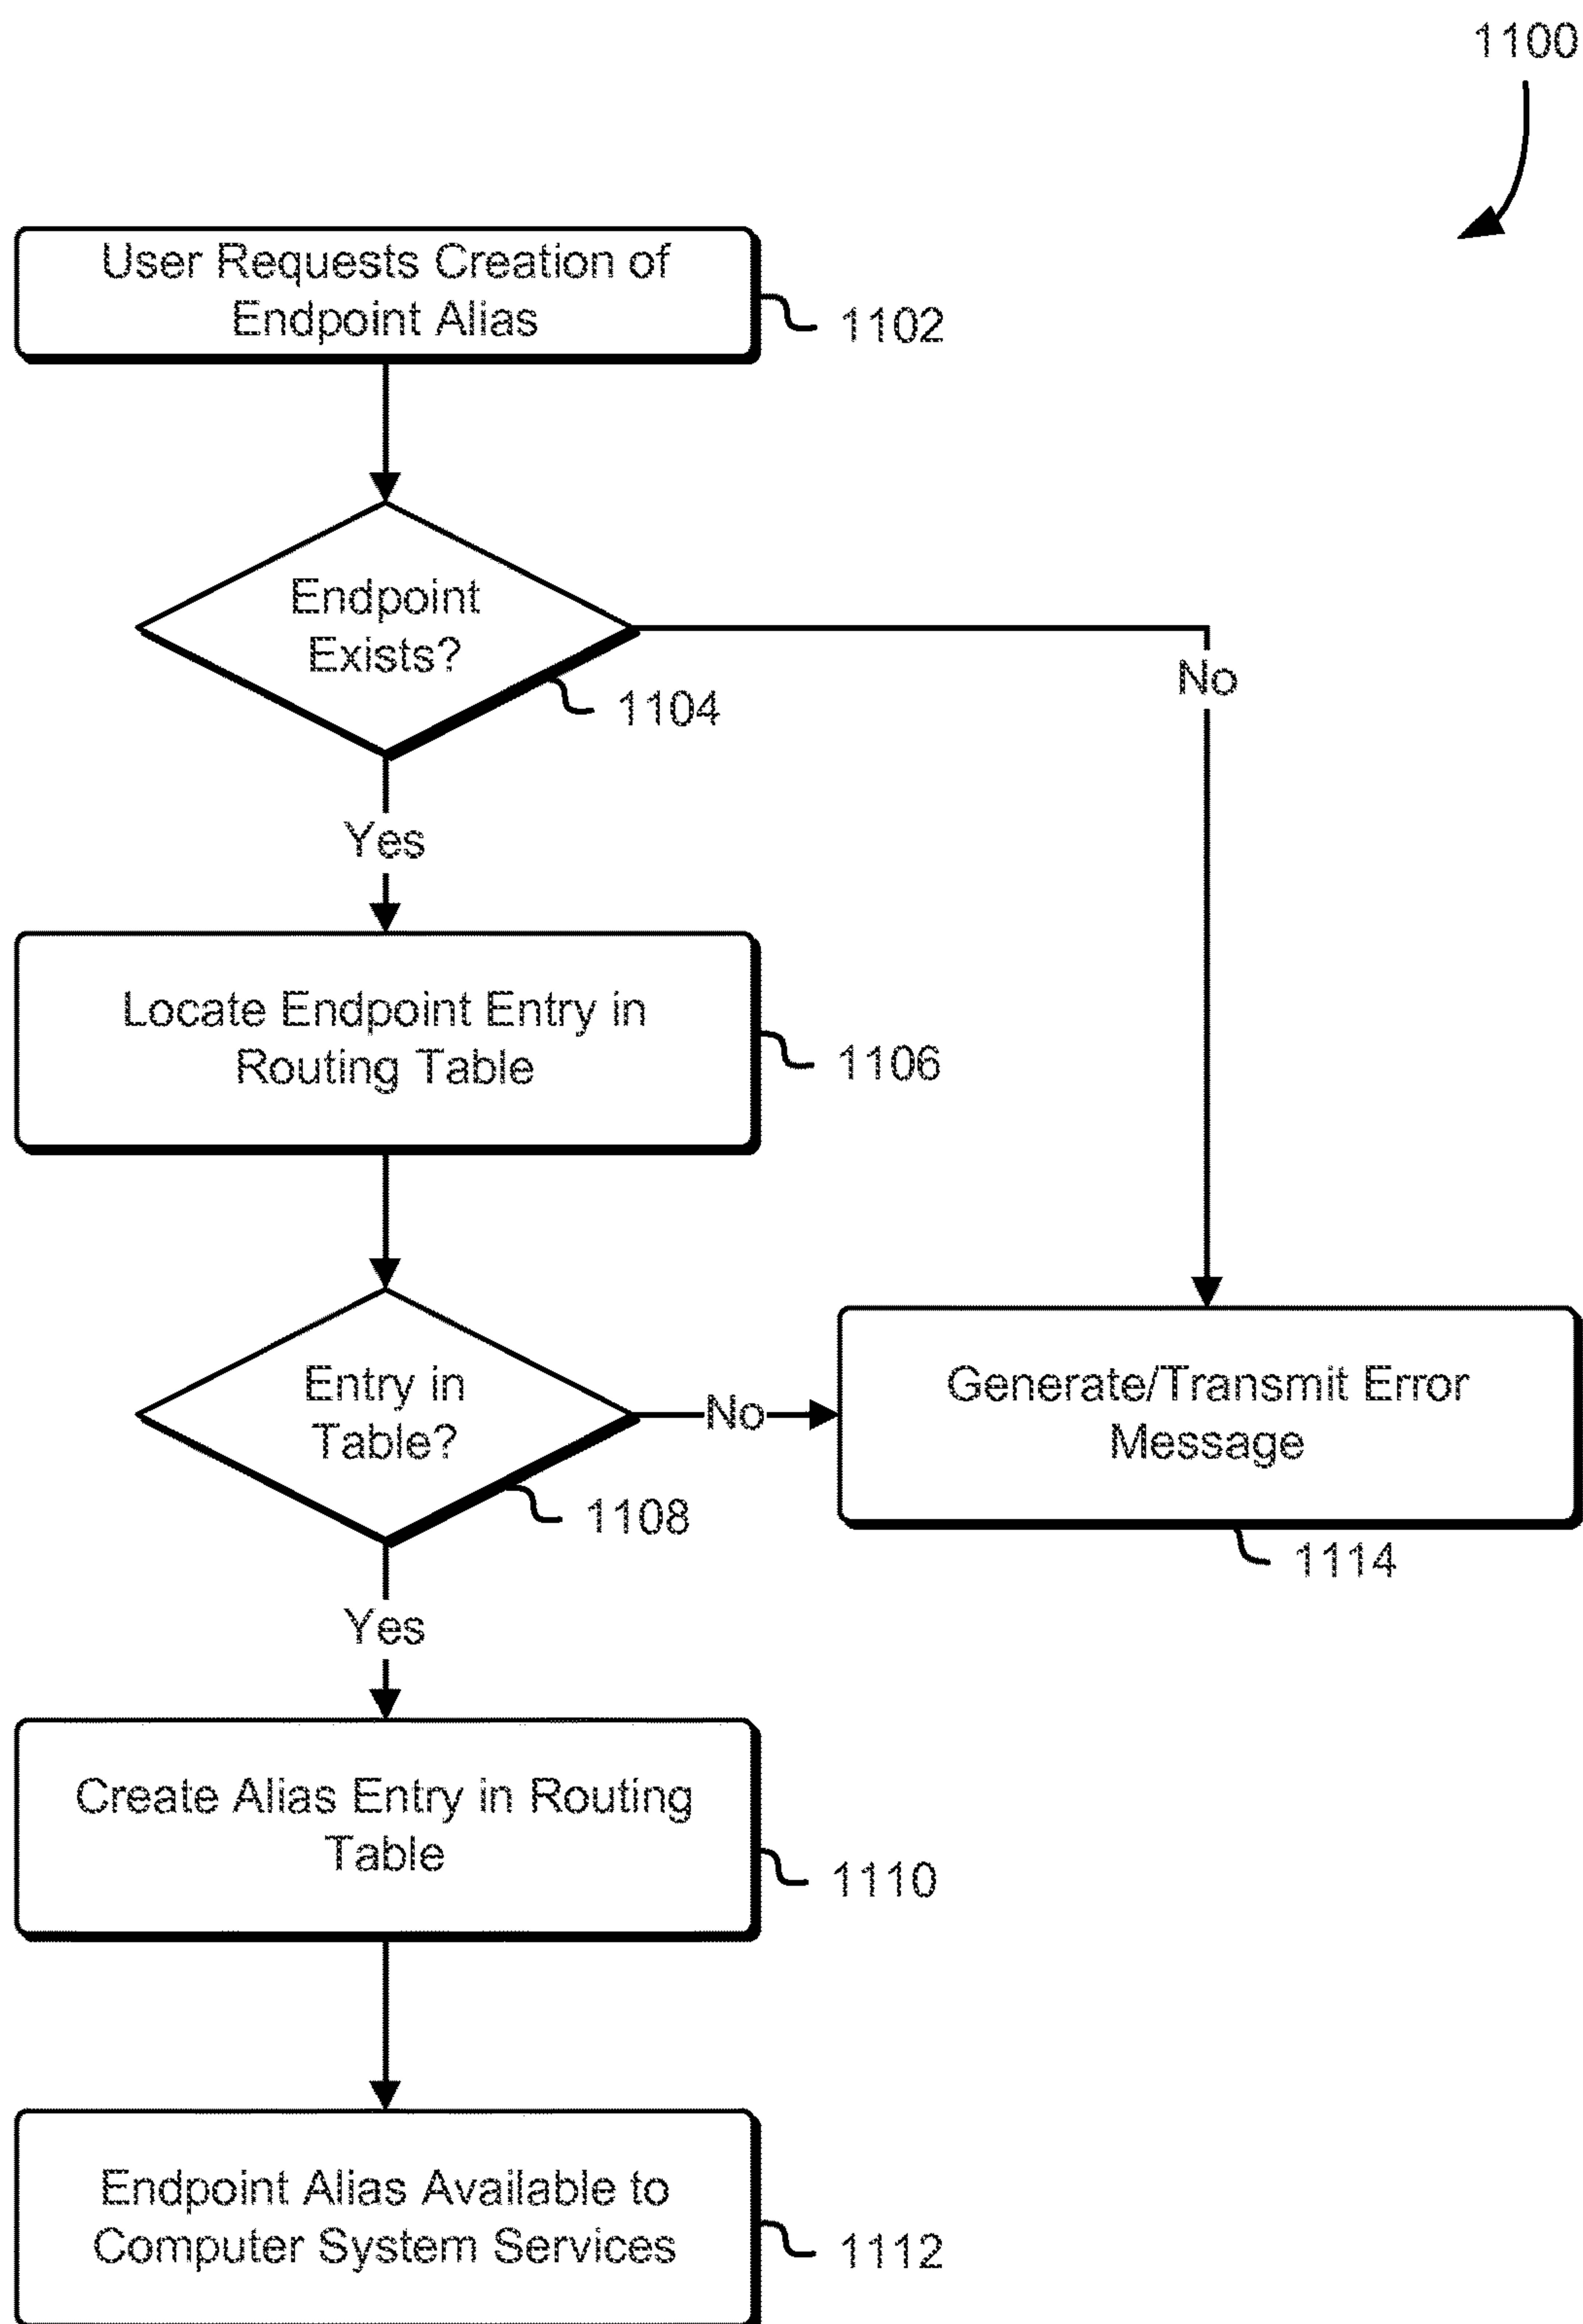 1100
User Requests Creation of
Endpoint Alias
1102
Endpoint
Exists?
1104
No
Yes
Locate Endpoint Entry in
Routing Table
1106
Entry in
Table?
No
1108
Generate/Transmit Error
Message
1114
Yes
Create Alias Entry in Routing
Table
1110
Endpoint Alias Available to
Computer System Services
1112